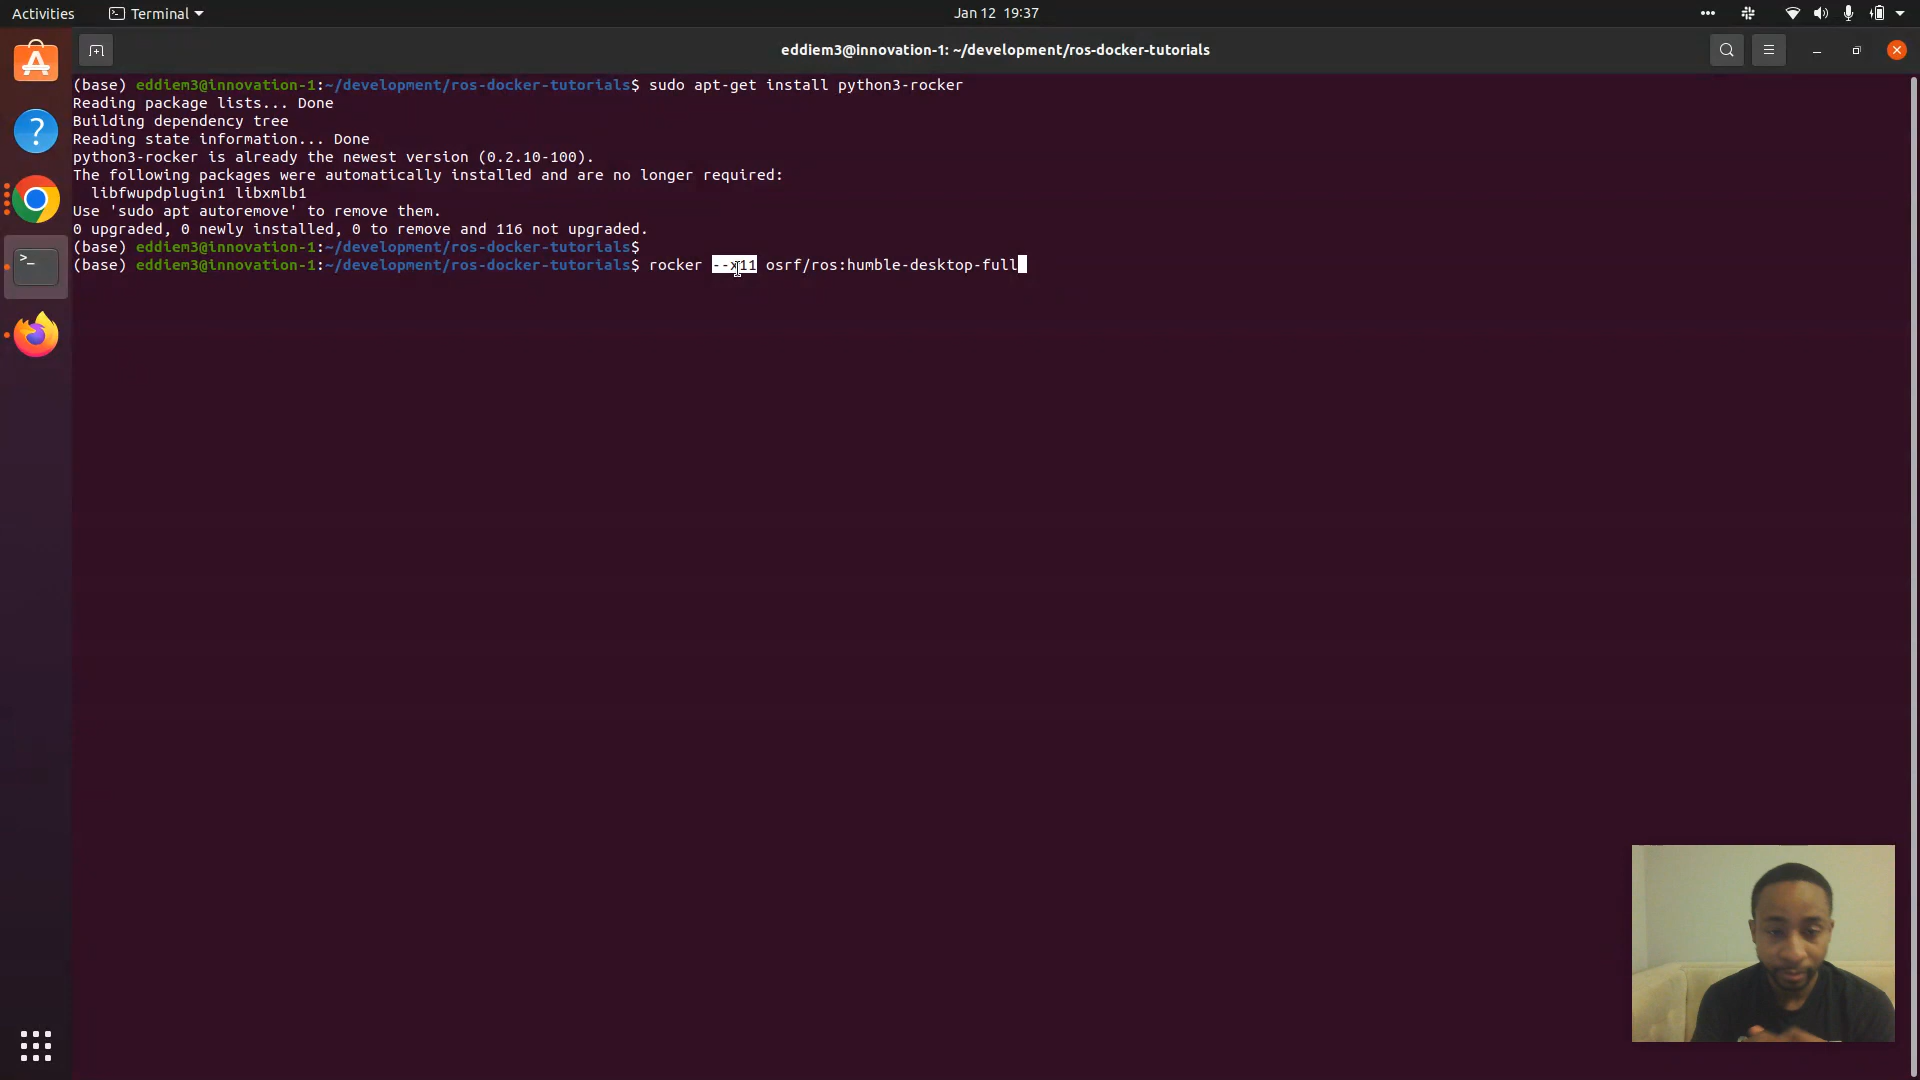 Activities
Terminal
Jan 12 19:37
eddiem3@innovation-1: ~/development/ros-docker-tutorials
(base) eddiem3@innovation-1:~/development/ros-docker-tutorials$ sudo apt-get install python3-rocker
Reading package lists... Done
Building dependency tree
Reading state information... Done
python3-rocker is already the newest version (0.2.10-100).
The following packages were automatically installed and are no longer required:
libfwupdplugin1 libxmlb1
Use 'sudo apt autoremove' to remove them.
0 upgraded, 0 newly installed, 0 to remove and 116 not upgraded.
(base) eddiem3@innovation-1:~/development/ros-docker-tutorials$
(base) eddiem3@innovation-1:~/development/ros-docker-tutorials$ rocker --x11 osrf/ros:humble-desktop-full